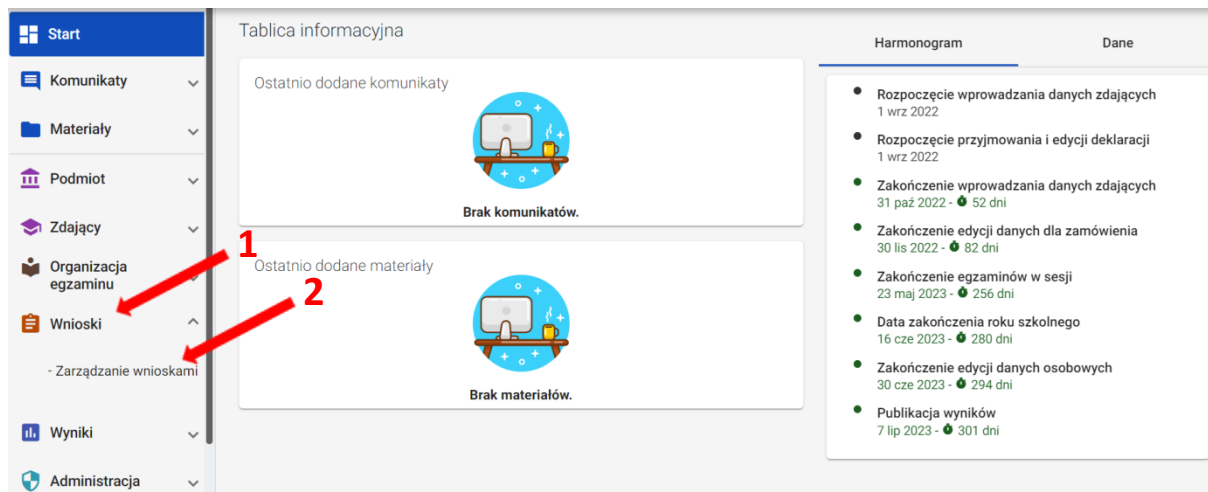 Start
Komunikaty
Materiały
Podmiot
Zdający
Organizacja
egzaminu
Wnioski
- Zarządzanie wnioskami
Wyniki
Administracja
1
2
Tablica informacyjna
Ostatnio dodane komunikaty
Brak komunikatów.
Ostatnio dodane materiały
Brak materiałów.
Harmonogram
Dane
Rozpoczęcie wprowadzania danych zdających
1 wrz 2022
Rozpoczęcie przyjmowania i edycji deklaracji
1 wrz 2022
Zakończenie wprowadzania danych zdających
31 paź 2022 - 52 dni
Zakończenie edycji danych dla zamówienia
30 lis 2022 - 82 dni
Zakończenie egzaminów w sesji
23 maj 2023 - 256 dni
Data zakończenia roku szkolnego
16 cze 2023 - 280 dni
Zakończenie edycji danych osobowych
30 cze 2023 - 294 dni
Publikacja wyników
7 lip 2023 - 301 dni